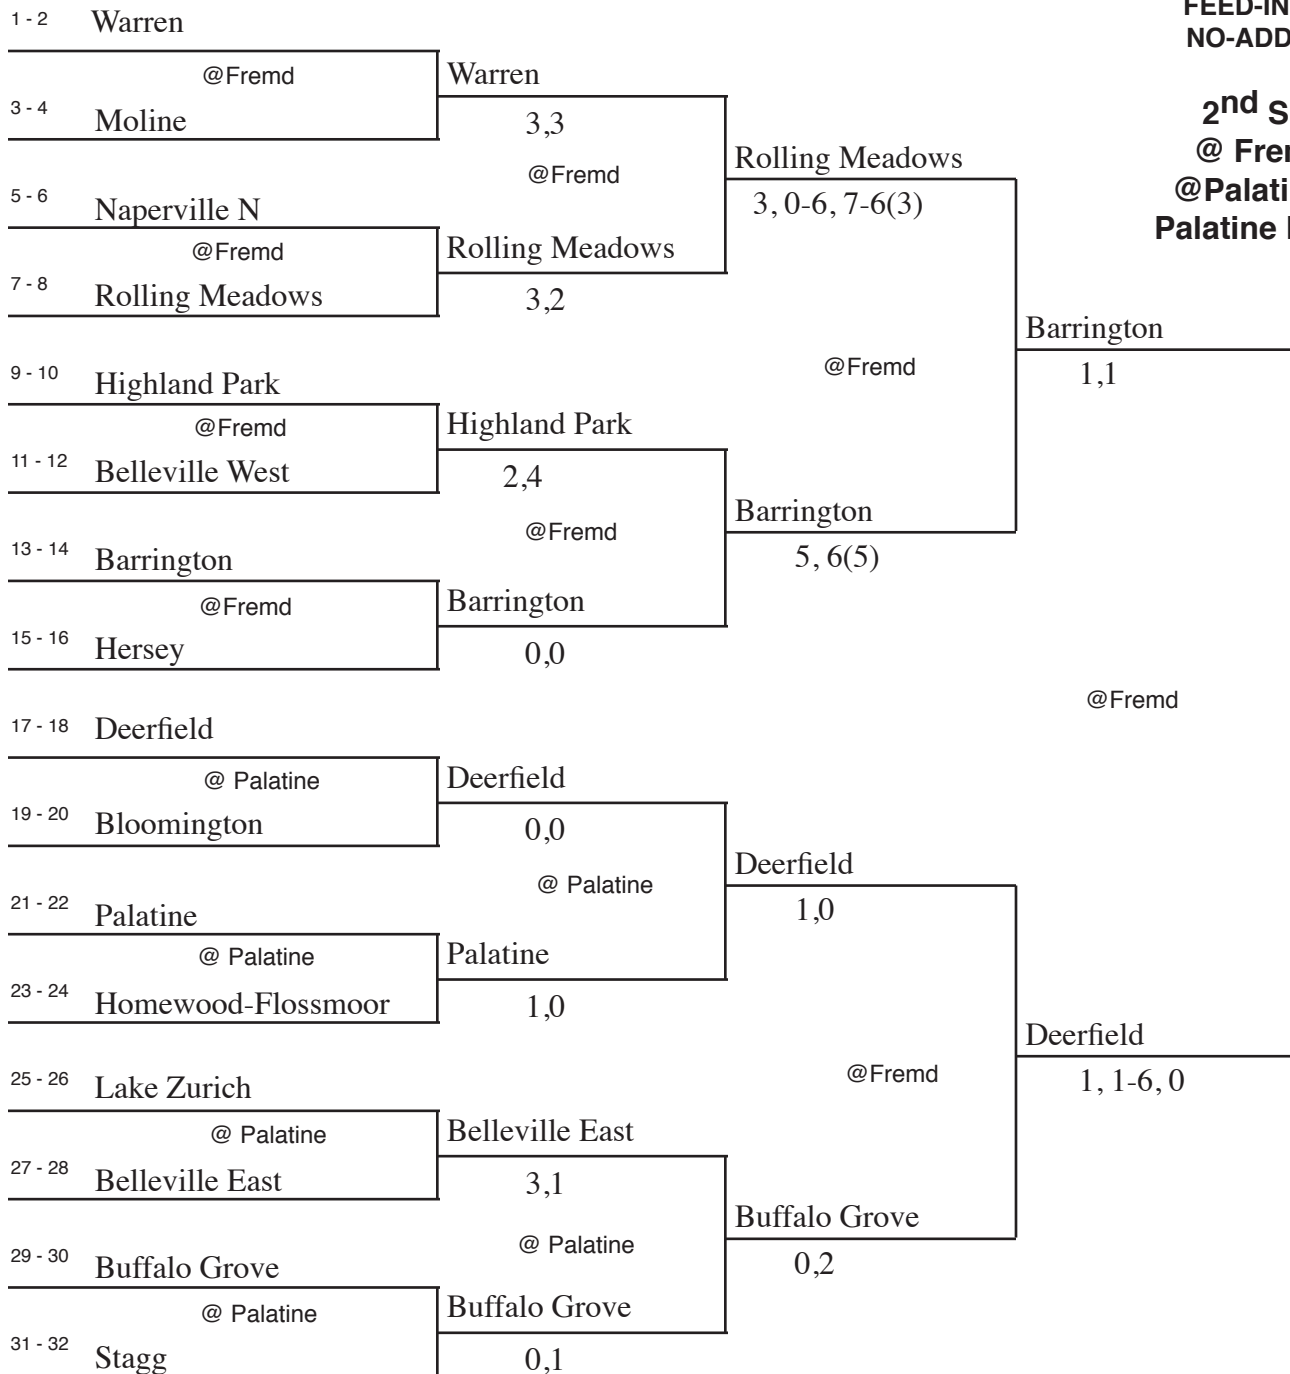 1 - 2 Warren
@Fremd
3 - 4 Moline
5 - 6 Naperville N
@Fremd
7 - 8 Rolling Meadows
9 - 10 Highland Park
@Fremd
11 - 12 Belleville West
13 - 14 Barrington
@Fremd
15 - 16 Hersey
17 - 18 Deerfield
@ Palatine
19 - 20 Bloomington
21 - 22 Palatine
@ Palatine
23 - 24 Homewood-Flossmoor
25 - 26 Lake Zurich
@ Palatine
27 - 28 Belleville East
29 - 30 Buffalo Grove
@ Palatine
31 - 32 Stagg
Warren
3,3
@Fremd
Rolling Meadows
3,2
Highland Park
2,4
@Fremd
Barrington
0,0
Deerfield
0,0
@ Palatine
Palatine
1,0
Belleville East
3,1
@ Palatine
Buffalo Grove
0,1
Rolling Meadows
3, 0-6, 7-6(3)
@Fremd
Barrington
5, 6(5)
Deerfield
1,0
@Fremd
Buffalo Grove
0,2
Barrington
1,1
@Fremd
Deerfield
1, 1-6, 0
FEED-IN
NO-ADD
2nd S
@ Fre
@Palati
Palatine